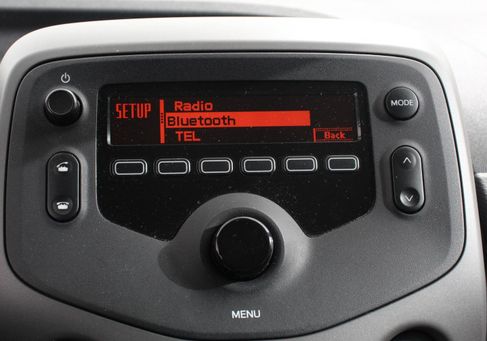 SETUP
Radio
Bluetooth
TEL
Back
MODE
MENU